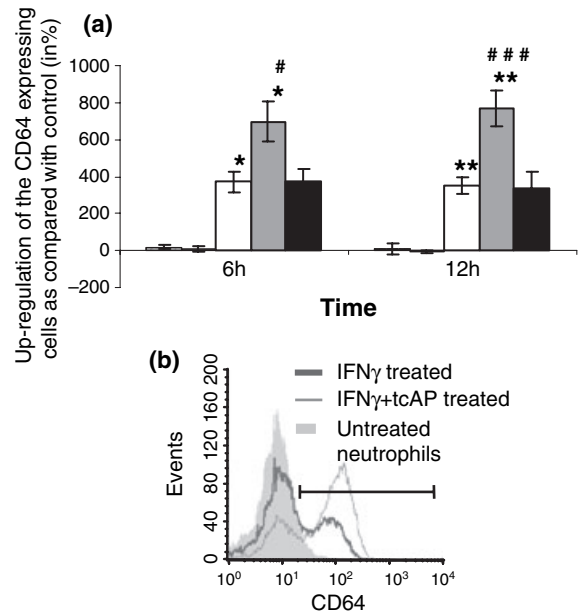 (a)
#
# # #
*
**
*
**
1000
800
600
400
200
0
−200
Up-regulation of the CD64 expressing
cells as compared with control (in%)
6h
12h
Time
(b)
200
160
120
80
40
0
Events
IFNγ treated
IFNγ+tcAP treated
Untreated
neutrophils
10⁰ 10¹ 10² 10³ 10⁴
CD64